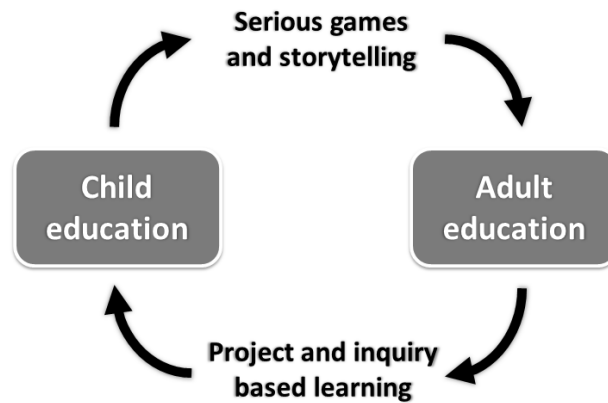 Serious games
and storytelling
Child
education
Adult
education
Project and inquiry
based learning